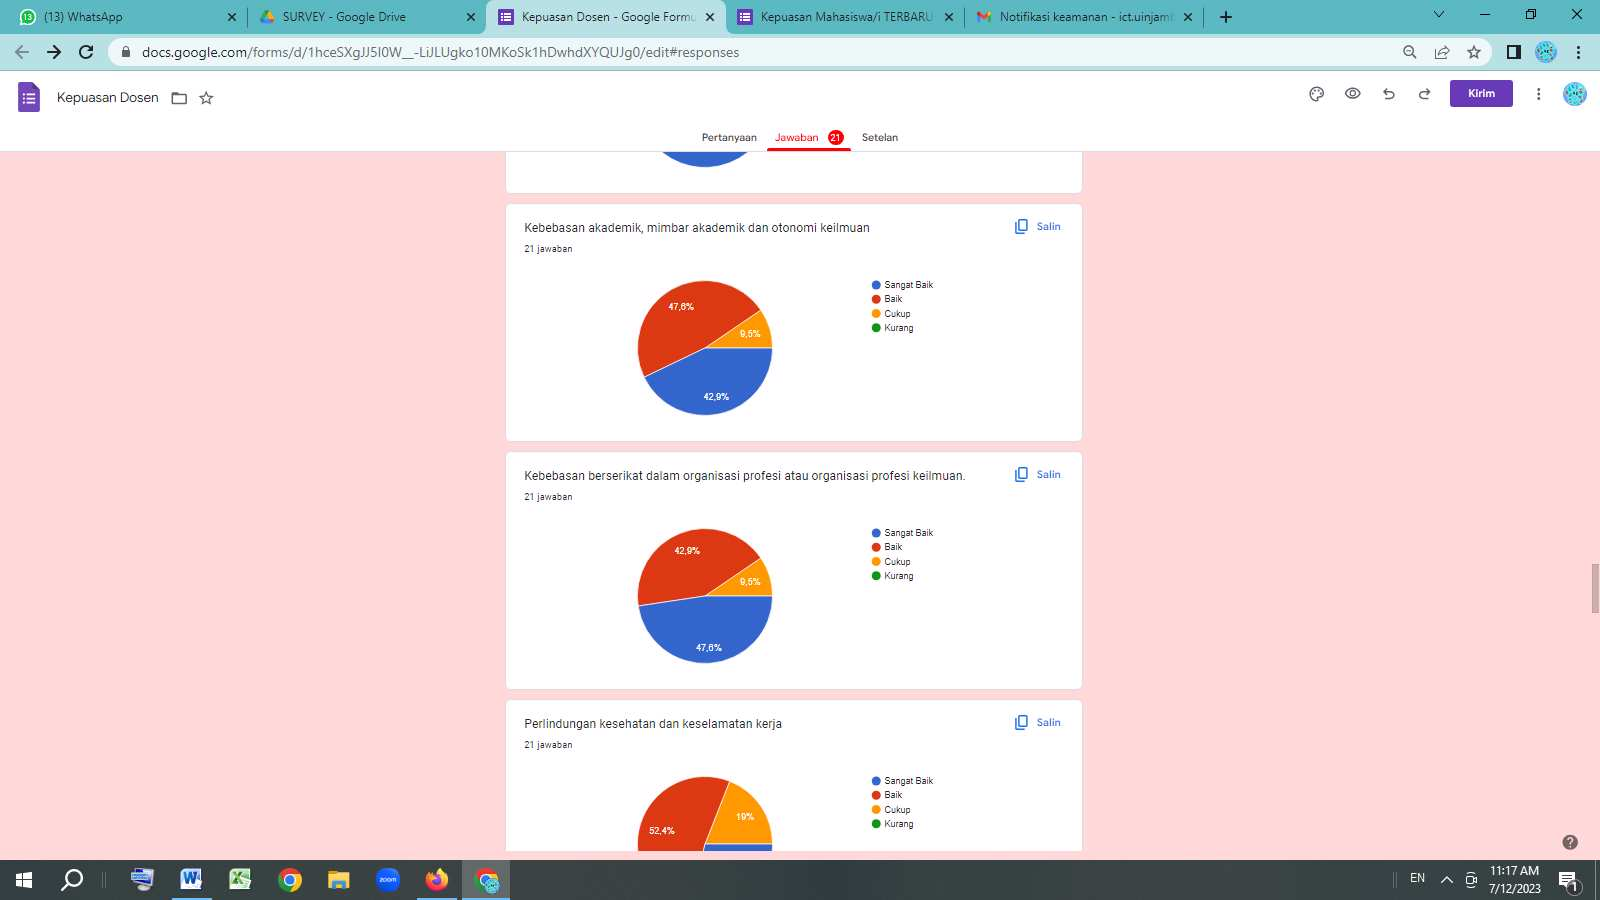 13
(13) WhatsApp
SURVEY - Google Drive
Kepuasan Dosen - Google Formu
Kepuasan Mahasiswa/i TERBARU
Notifikasi keamanan - ict.uinjamb
docs.google.com/forms/d/1hceSXgJJ5I0W__-LiJLUgko10MKoSk1hDwhdXYQUJg0/edit#responses
Kepuasan Dosen
Kirim
Pertanyaan
Jawaban 21
Setelan
Kebebasan akademik, mimbar akademik dan otonomi keilmuan
Salin
21 jawaban
47,6%
9,5%
42,9%
Sangat Baik
Baik
Cukup
Kurang
Kebebasan berserikat dalam organisasi profesi atau organisasi profesi keilmuan.
Salin
21 jawaban
42,9%
9,5%
47,6%
Sangat Baik
Baik
Cukup
Kurang
Perlindungan kesehatan dan keselamatan kerja
Salin
21 jawaban
19%
52,4%
Sangat Baik
Baik
Cukup
Kurang
zoom
EN
11:17 AM
7/12/2023
1